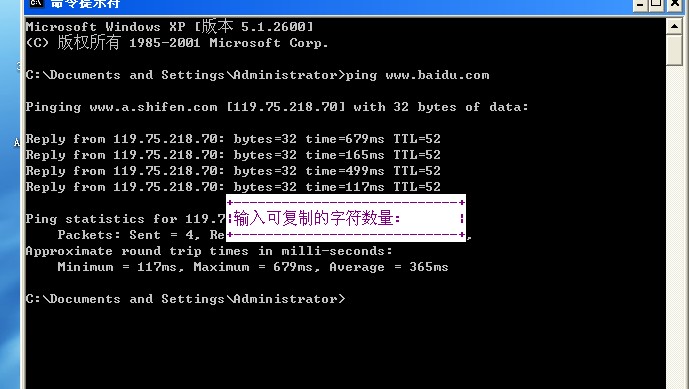 命令提示符
Microsoft Windows XP [版本 5.1.2600]
(C) 版权所有 1985-2001 Microsoft Corp.
C:\Documents and Settings\Administrator>ping www.baidu.com
Pinging www.a.shifen.com [119.75.218.70] with 32 bytes of data:
Reply from 119.75.218.70: bytes=32 time=679ms TTL=52
Reply from 119.75.218.70: bytes=32 time=165ms TTL=52
Reply from 119.75.218.70: bytes=32 time=499ms TTL=52
Reply from 119.75.218.70: bytes=32 time=117ms TTL=52
Ping statistics for 119.7
输入可复制的字符数量:
Packets: Sent = 4, Re
Approximate round trip times in milli-seconds:
Minimum = 117ms, Maximum = 679ms, Average = 365ms
C:\Documents and Settings\Administrator>